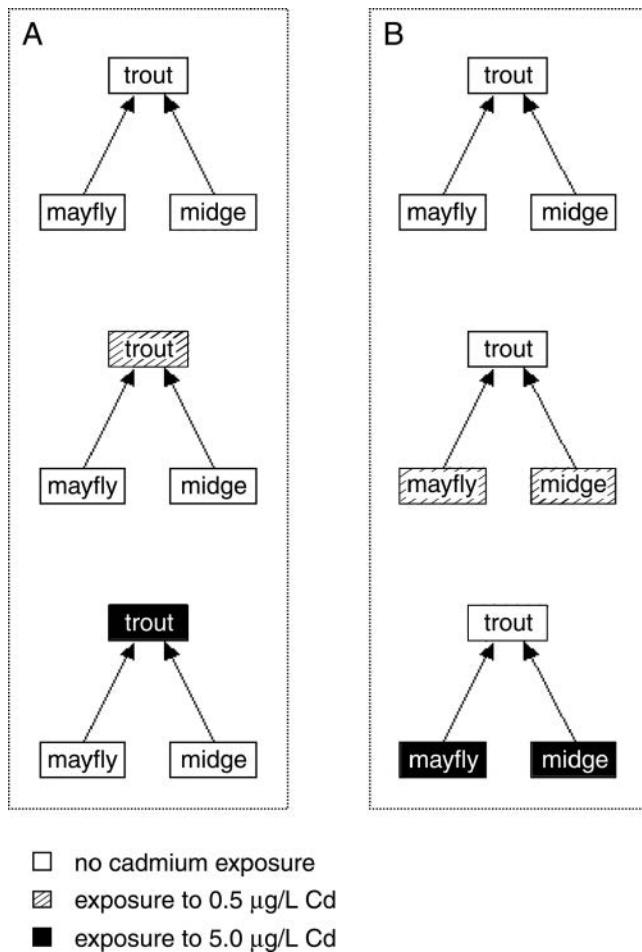 A
trout
mayfly midge
trout
mayfly midge
trout
mayfly midge
B
trout
mayfly midge
trout
mayfly midge
trout
mayfly midge
no cadmium exposure
exposure to 0.5 μg/L Cd
exposure to 5.0 μg/L Cd